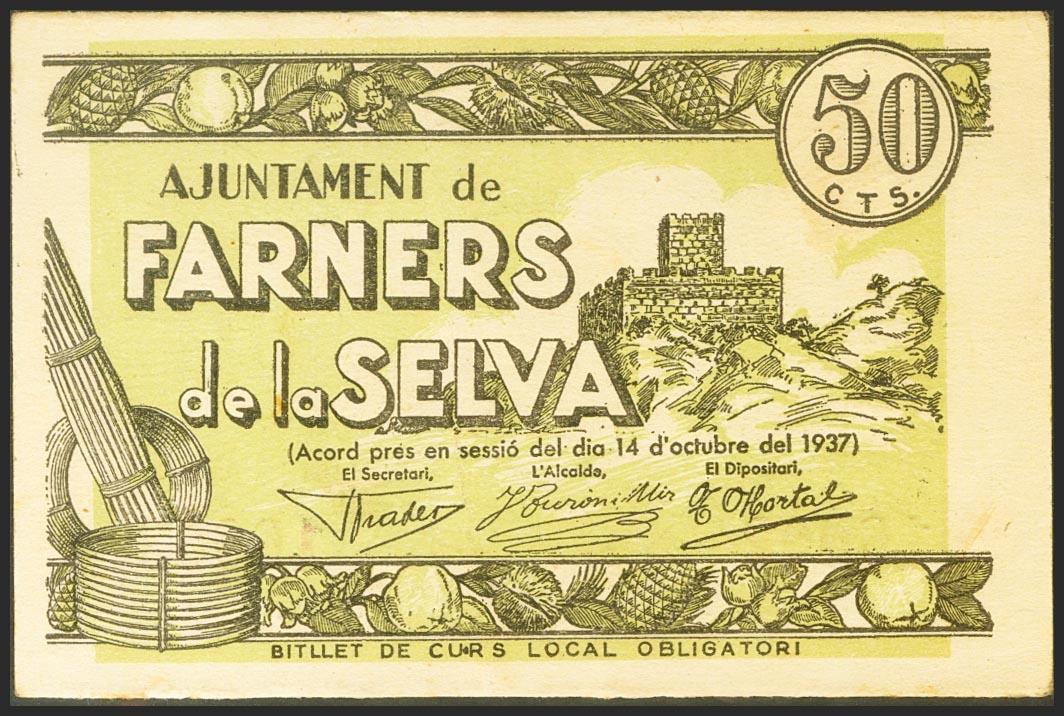 50
CTS.
AJUNTAMENT de
FARNERS
de la SELVA
(Acord pres en sessió del dia 14 d'octubre del 1937)
El Secretari, L'Alcalde, El Dipositari,
BITLLET DE CURS LOCAL OBLIGATORI